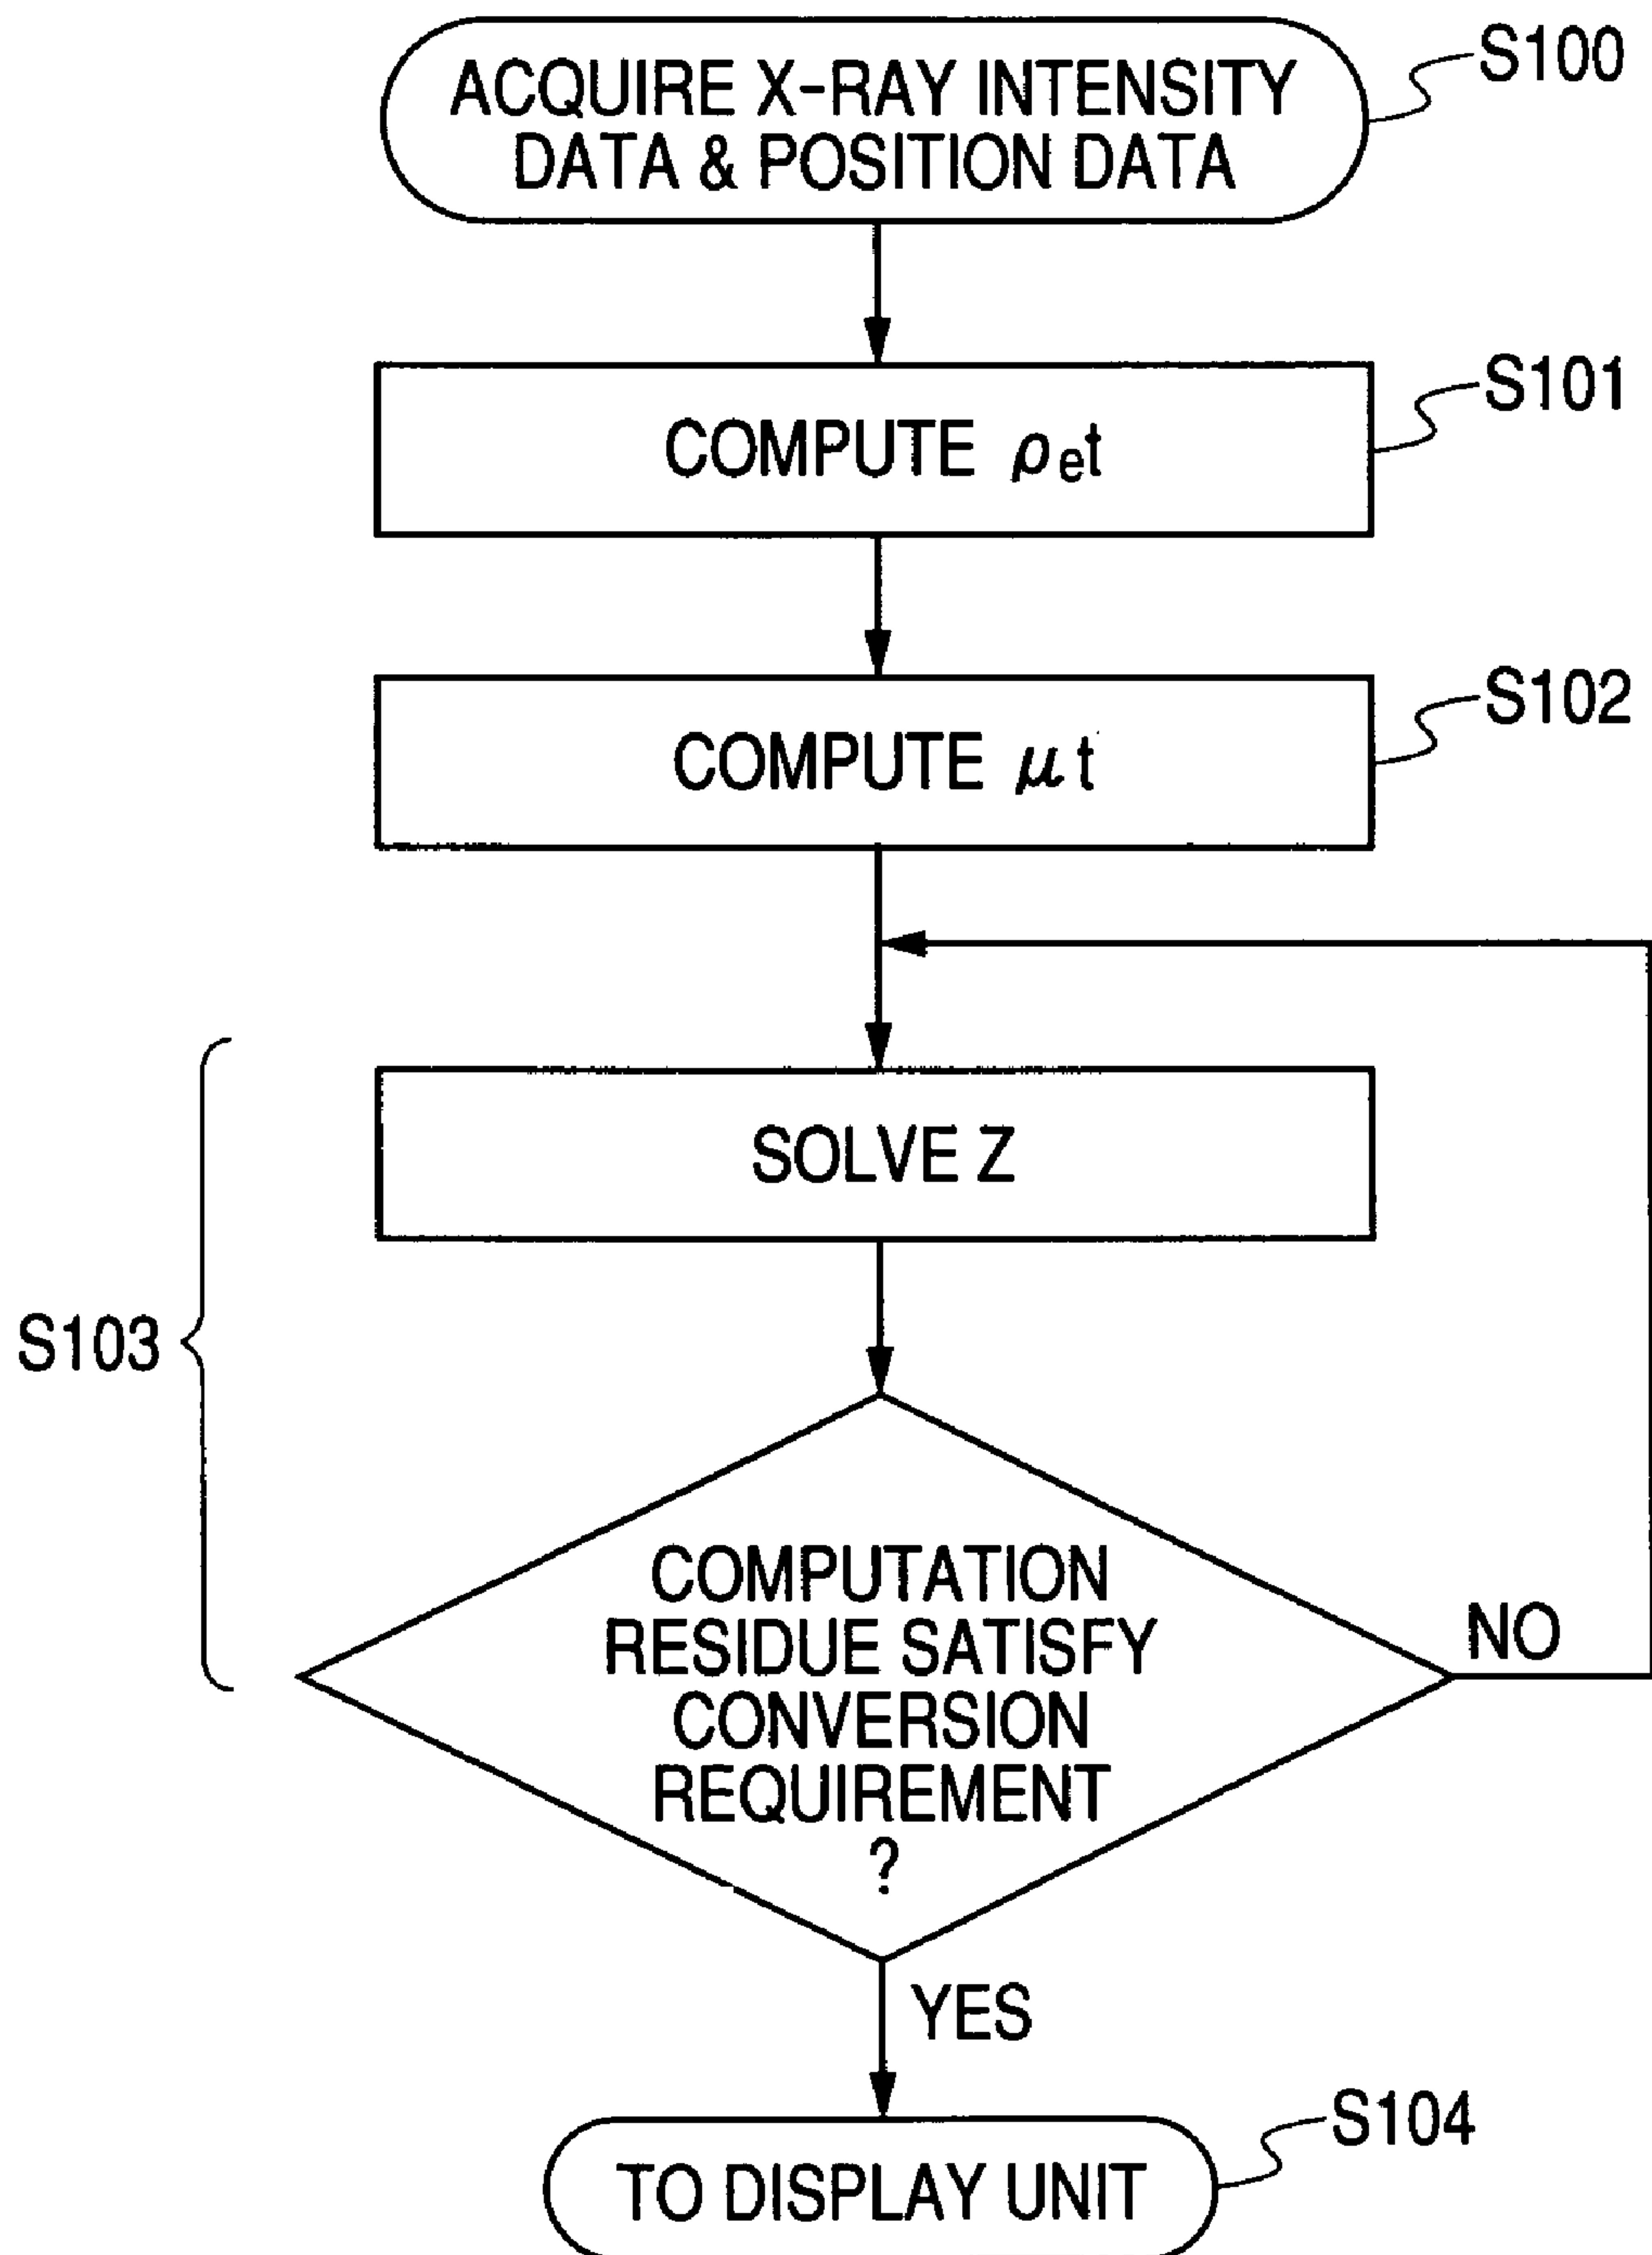 ACQUIRE X-RAY INTENSITY
DATA & POSITION DATA
S100
COMPUTE ρet
S101
COMPUTE μt
S102
SOLVE Z
S103
COMPUTATION
RESIDUE SATISFY
CONVERSION
REQUIREMENT
?
NO
YES
TO DISPLAY UNIT
S104